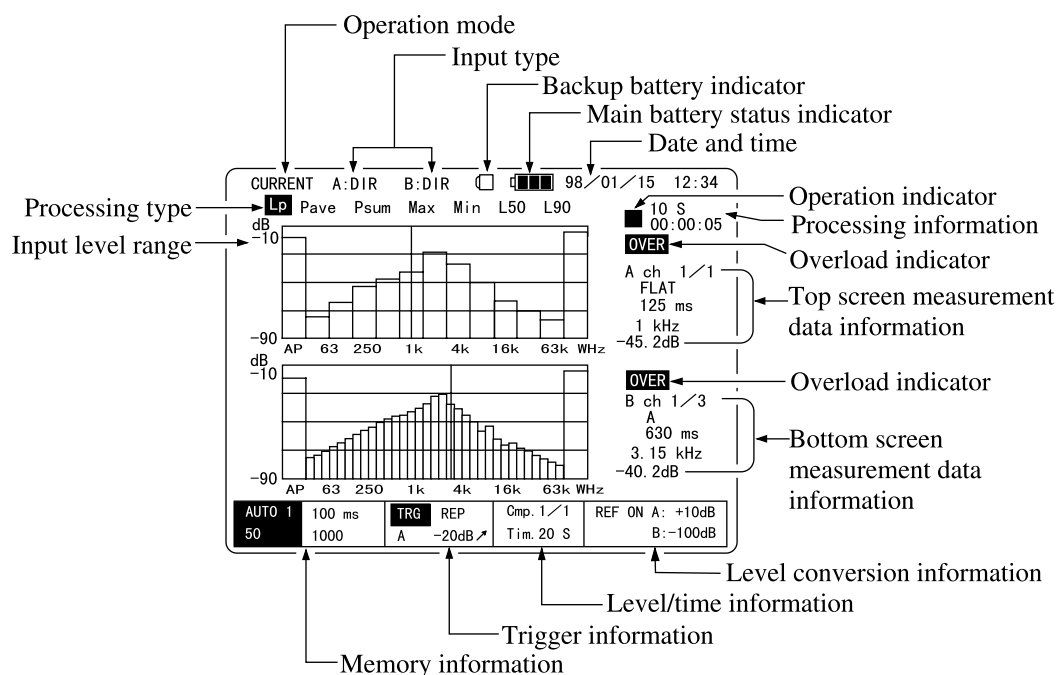 Operation mode
Input type
Backup battery indicator
Main battery status indicator
Date and time
CURRENT A:DIR B:DIR 98/01/15 12:34
Processing type
Lp Pave Psum Max Min L50 L90
10 S
00:00:05
Operation indicator
Processing information
Input level range
dB
-10
-90
AP 63 250 1k 4k 16k 63k WHz
OVER
Overload indicator
A ch 1/1
FLAT
125 ms
1 kHz
-45.2dB
Top screen measurement
data information
dB
-10
-90
AP 63 250 1k 4k 16k 63k WHz
OVER
Overload indicator
B ch 1/3
A
630 ms
3.15 kHz
-40.2dB
Bottom screen
measurement data
information
AUTO 1
50
100 ms
1000
TRG REP
A -20dB↗
Cmp.1/1
Tim.20 S
REF ON A: +10dB
B:-100dB
Level conversion information
Level/time information
Trigger information
Memory information